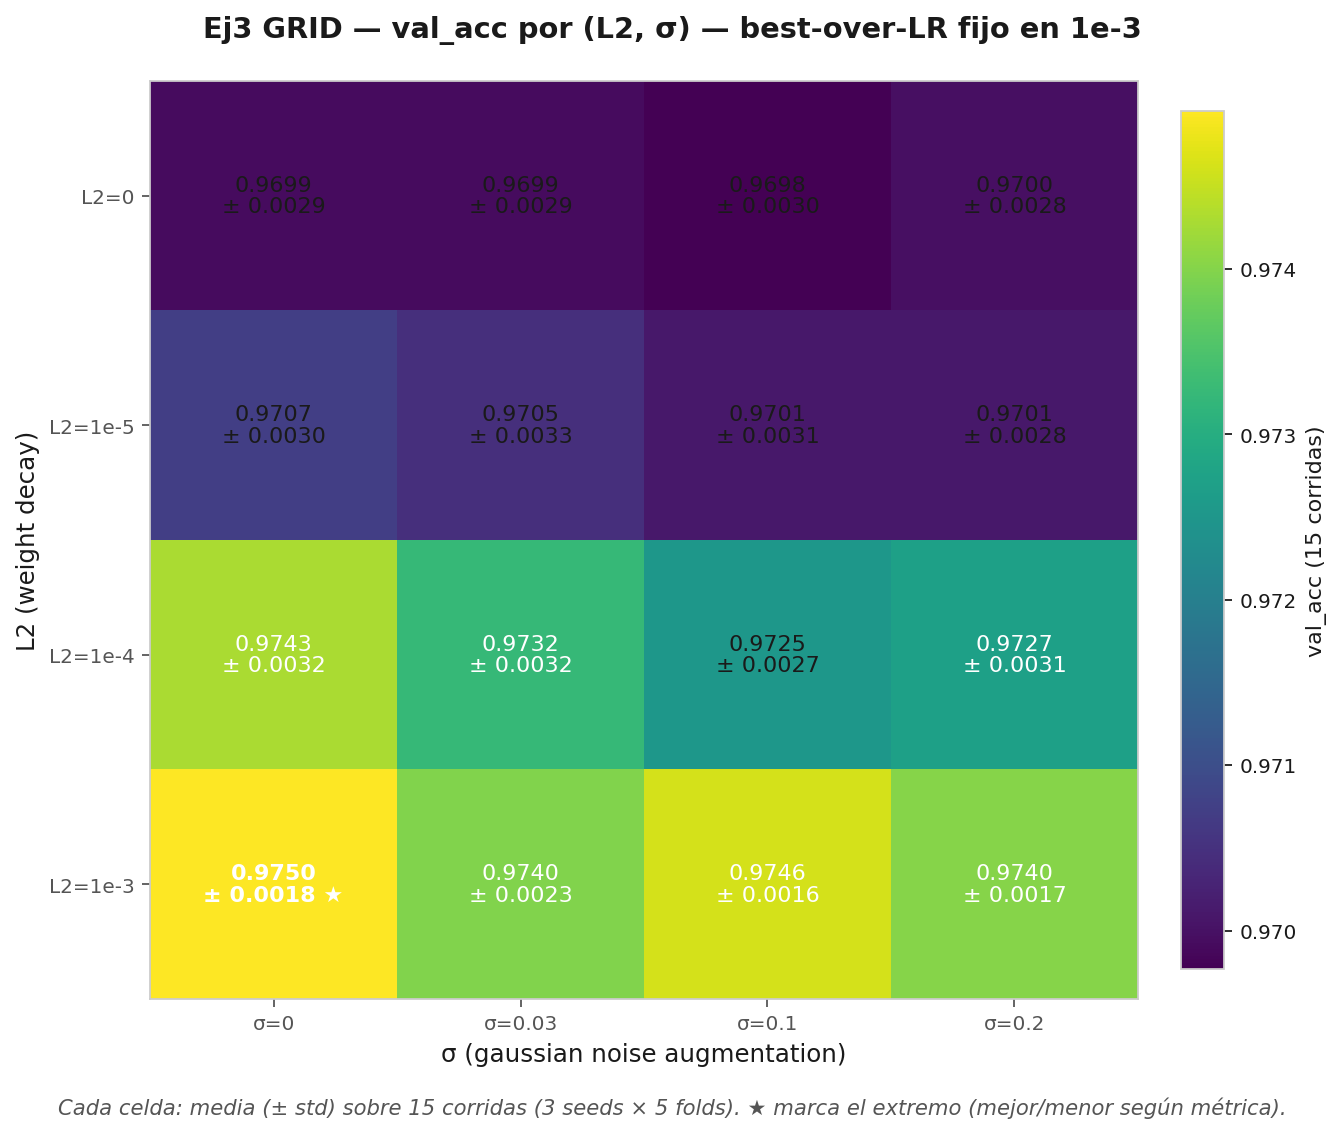 Ej3 GRID — val_acc por (L2, σ) — best-over-LR fijo en 1e-3
L2 (weight decay)
L2=0
0.9699
± 0.0029
0.9699
± 0.0029
0.9698
± 0.0030
0.9700
± 0.0028
L2=1e-5
0.9707
± 0.0030
0.9705
± 0.0033
0.9701
± 0.0031
0.9701
± 0.0028
L2=1e-4
0.9743
± 0.0032
0.9732
± 0.0032
0.9725
± 0.0027
0.9727
± 0.0031
L2=1e-3
0.9750
± 0.0018 ★
0.9740
± 0.0023
0.9746
± 0.0016
0.9740
± 0.0017
σ=0
σ=0.03
σ=0.1
σ=0.2
σ (gaussian noise augmentation)
0.974
0.973
0.972
0.971
0.970
val_acc (15 corridas)
Cada celda: media (± std) sobre 15 corridas (3 seeds × 5 folds). ★ marca el extremo (mejor/menor según métrica).